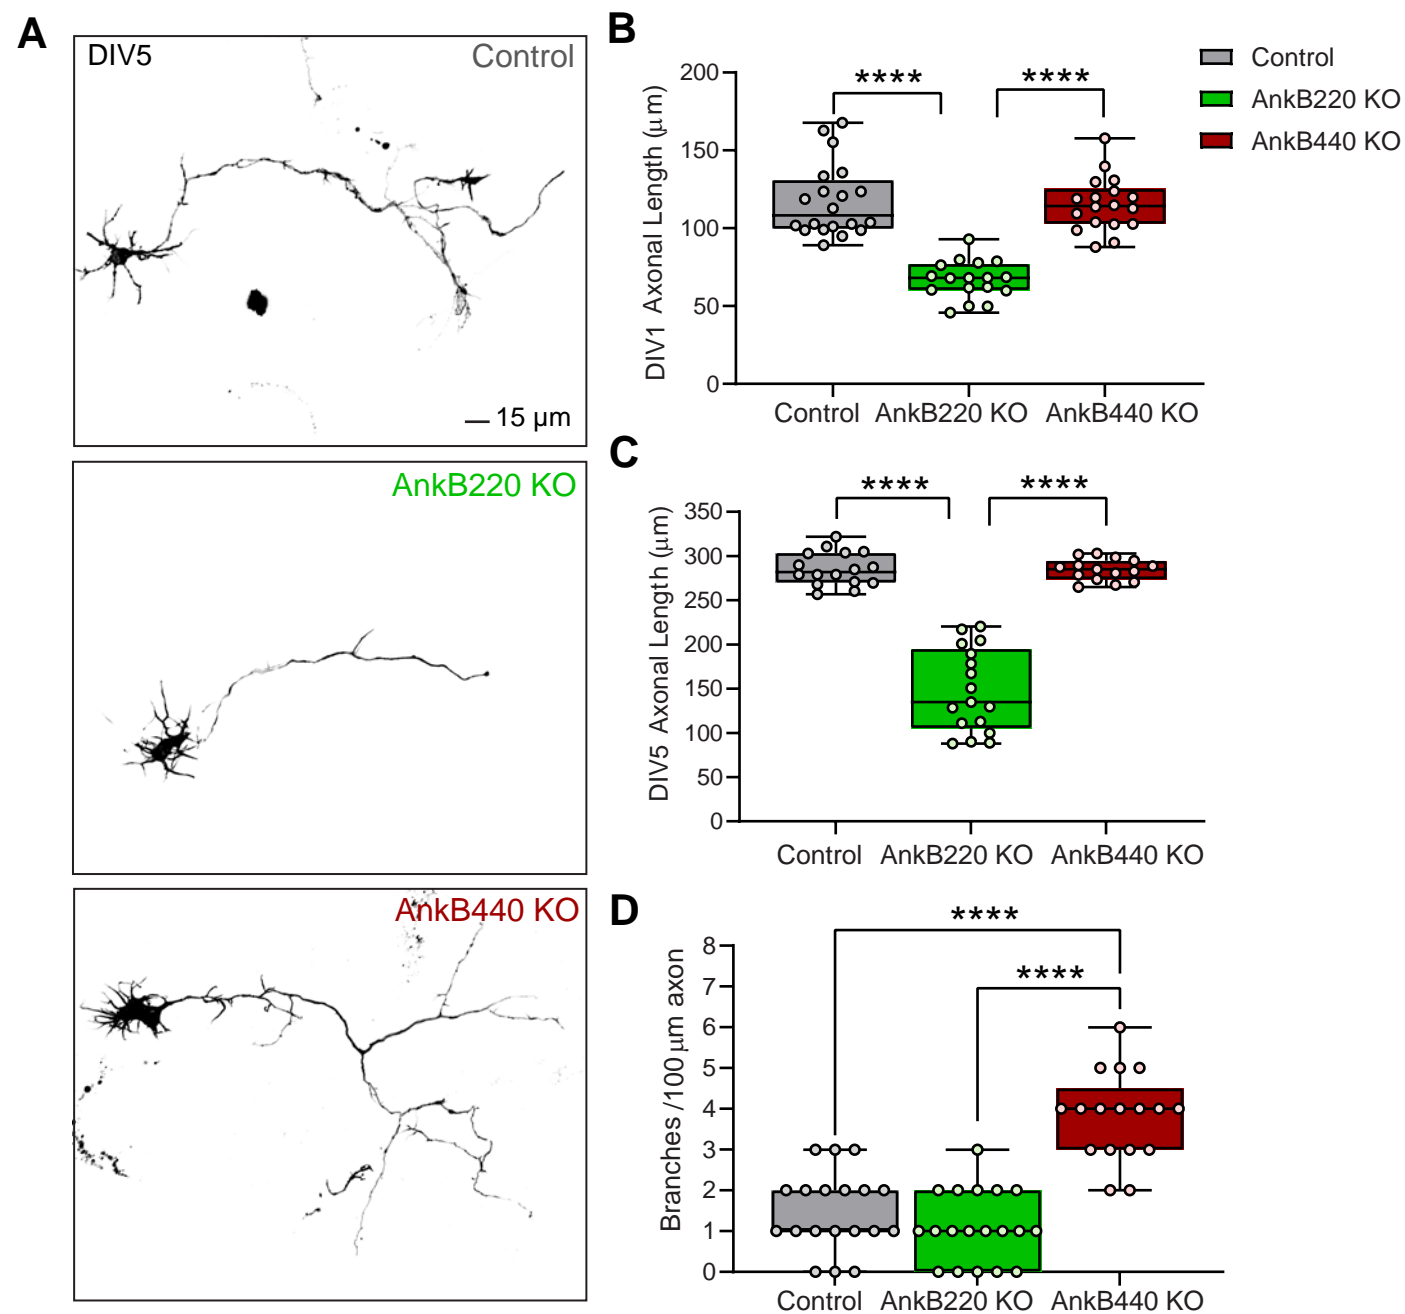 A
DIV5
Control
15 µm
AnkB220 KO
AnkB440 KO
B
DIV1 Axonal Length (µm)
200
150
100
50
0
****
****
Control
AnkB220 KO
AnkB440 KO
Control
AnkB220 KO
AnkB440 KO
C
DIV5 Axonal Length (µm)
350
300
250
200
150
100
50
0
****
****
Control
AnkB220 KO
AnkB440 KO
D
Branches /100 µm axon
8
7
6
5
4
3
2
1
0
****
****
Control
AnkB220 KO
AnkB440 KO